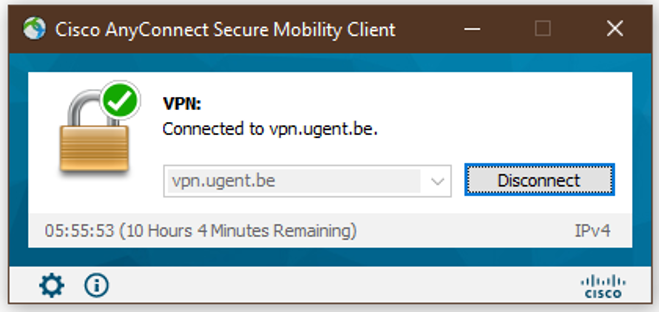 Cisco AnyConnect Secure Mobility Client
VPN:
Connected to vpn.ugent.be.
vpn.ugent.be
Disconnect
05:55:53 (10 Hours 4 Minutes Remaining)
IPv4
CISCO